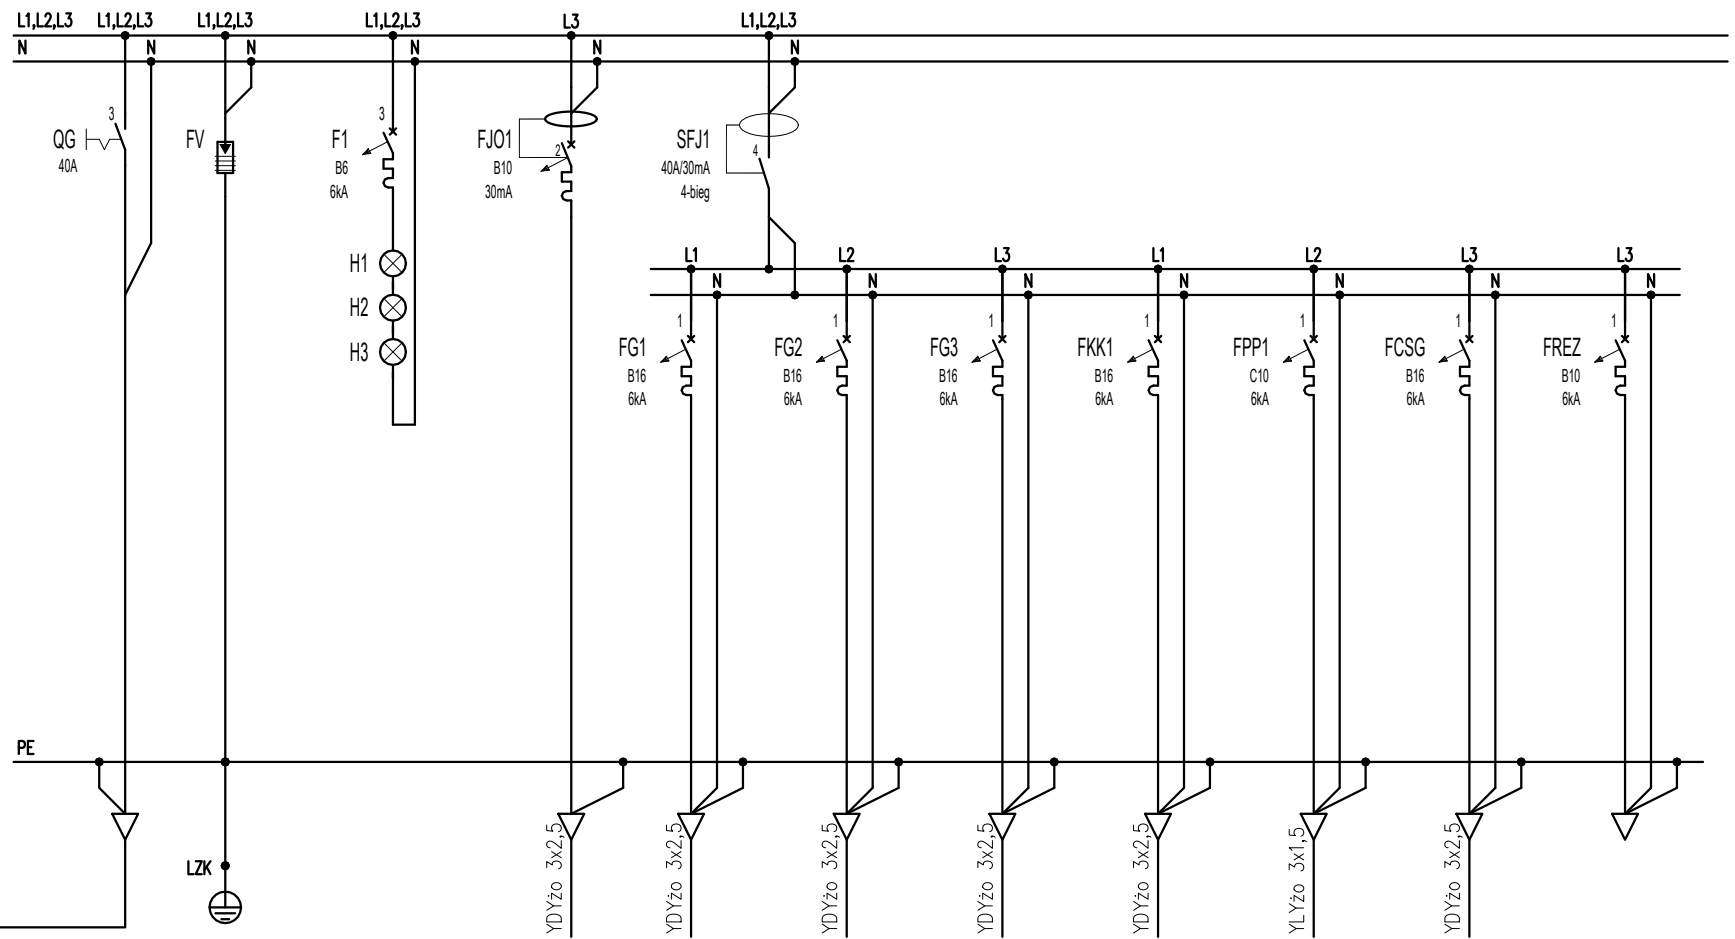 L1,L2,L3 L1,L2,L3 L1,L2,L3 L1,L2,L3 L3 L1,L2,L3
N N N N N N
3 3
QG FV F1 FJO1 2 SFJ1 4
40A B6 B10 40A/30mA
6kA 30mA 4-bieg
L1 L2 L3 L1 L2 L3 L3
H1
N N N N N N N
H2
1 1 1 1 1 1 1
H3 FG1 FG2 FG3 FKK1 FPP1 FCSG FREZ
B16 B16 B16 B16 C10 B16 B10
6kA 6kA 6kA 6kA 6kA 6kA 6kA
PE
LZK
YDYżo 3x2,5
YDYżo 3x2,5
YDYżo 3x2,5
YDYżo 3x2,5
YDYżo 3x2,5
YLYżo 3x1,5
YDYżo 3x2,5